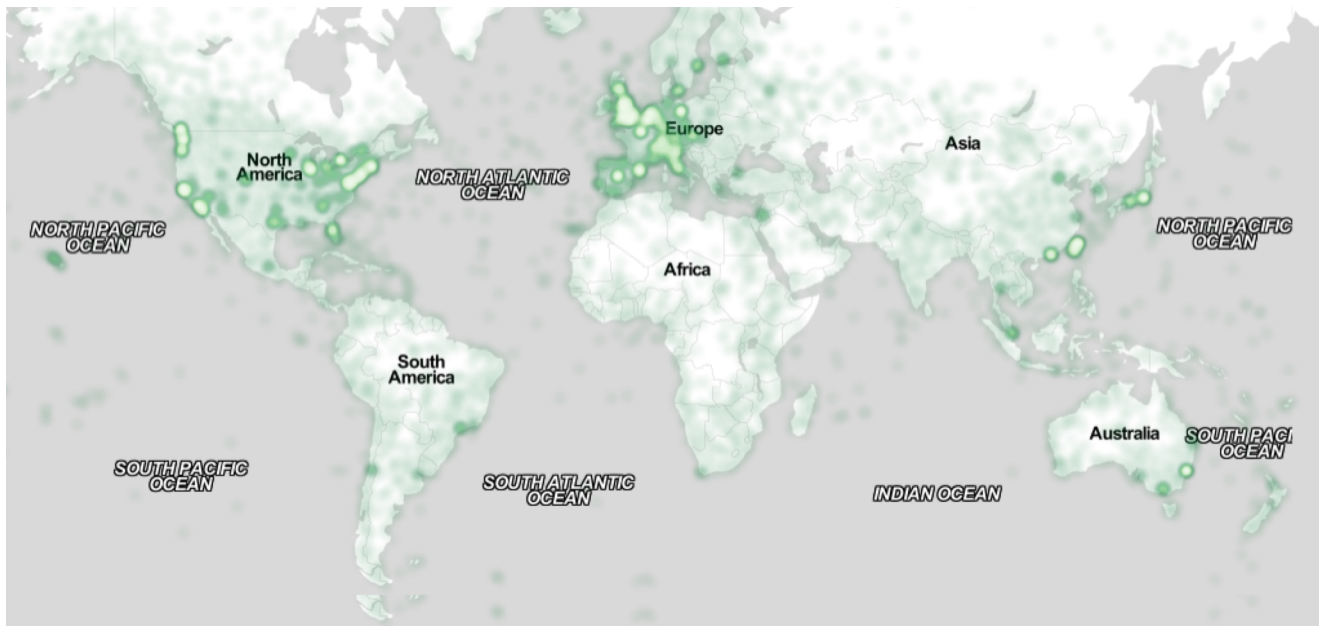 Europe
Asia
North
America
NORTH ATLANTIC
OCEAN
NORTH PACIFIC
OCEAN
NORTH PACIFIC
OCEAN
Africa
South
America
Australia
SOUTH PACI
OCEAN
SOUTH PACIFIC
OCEAN
SOUTH ATLANTIC
OCEAN
INDIAN OCEAN